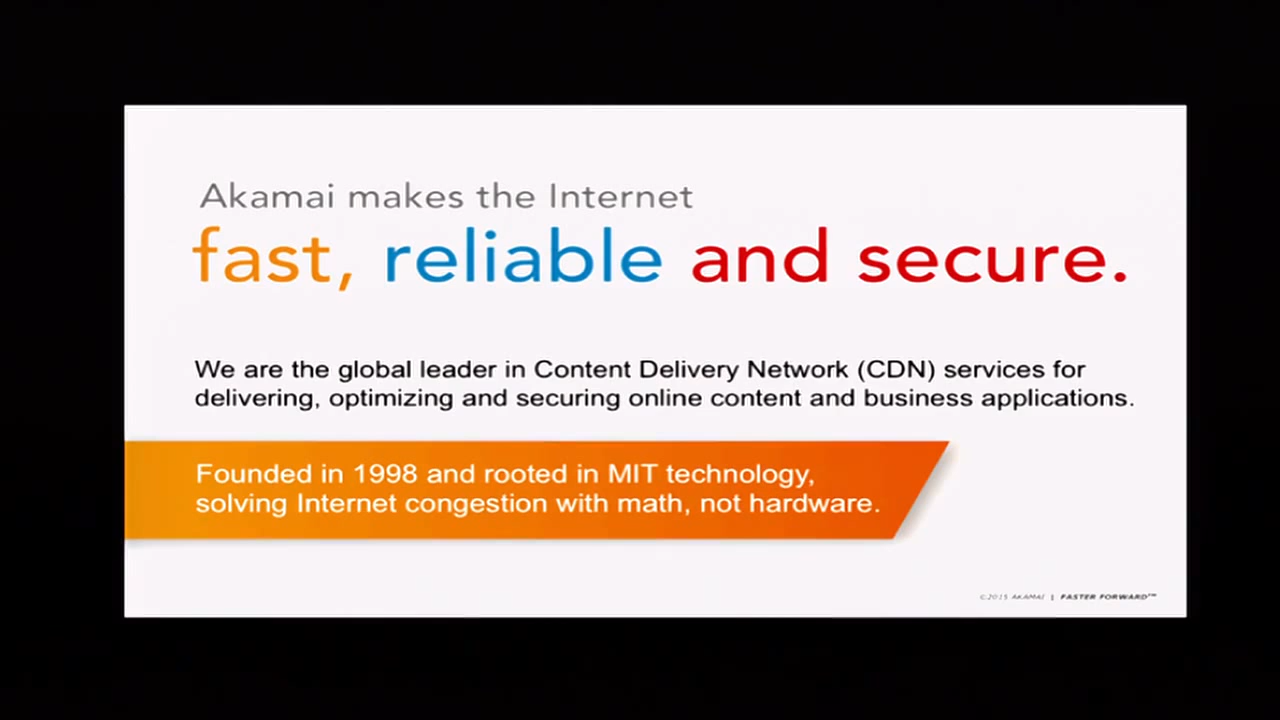 Akamai makes the Internet
fast, reliable and secure.
We are the global leader in Content Delivery Network (CDN) services for
delivering, optimizing and securing online content and business applications.
Founded in 1998 and rooted in MIT technology,
solving Internet congestion with math, not hardware.
©2015 AKAMAI | FASTER FORWARD™